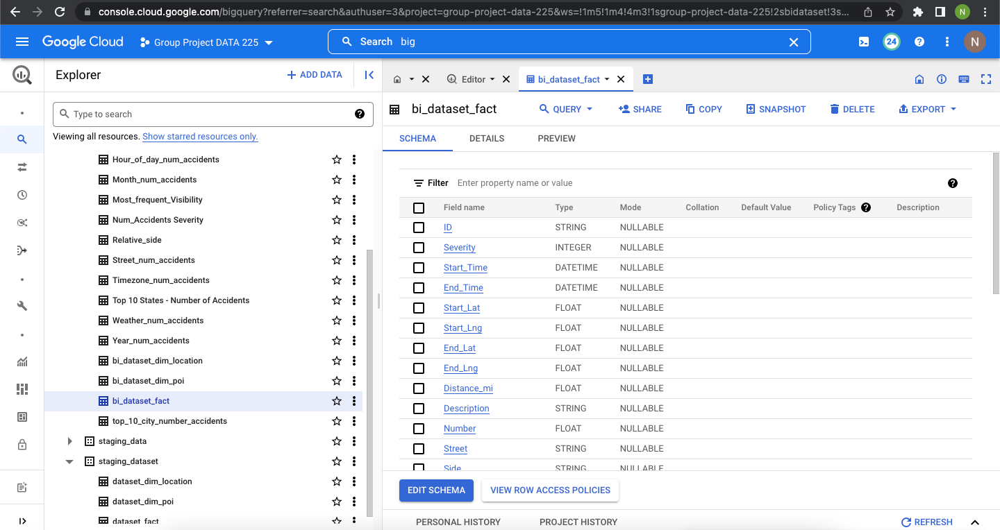 console.cloud.google.com/bigquery?referrer=search&authuser=3&project=group-project-data-225&ws=!1m5!1m4!4m3!1sgroup-project-data-225!2sbidataset!3s...
N
Google Cloud
Group Project DATA 225
Search big
24
N
Explorer
ADD DATA
Editor
bi_dataset_fact
Type to search
Viewing all resources. Show starred resources only.
Hour_of_day_num_accidents
Month_num_accidents
Most_frequent_Visibility
Num_Accidents Severity
Relative_side
Street_num_accidents
Timezone_num_accidents
Top 10 States - Number of Accidents
Weather_num_accidents
Year_num_accidents
bi_dataset_dim_location
bi_dataset_dim_poi
bi_dataset_fact
top_10_city_number_accidents
staging_data
staging_dataset
dataset_dim_location
dataset_dim_poi
dataset_fact
bi_dataset_fact
QUERY SHARE COPY SNAPSHOT DELETE EXPORT
SCHEMA DETAILS PREVIEW
Filter Enter property name or value
Field name Type Mode Collation Default Value Policy Tags Description
ID STRING NULLABLE
Severity INTEGER NULLABLE
Start_Time DATETIME NULLABLE
End_Time DATETIME NULLABLE
Start_Lat FLOAT NULLABLE
Start_Lng FLOAT NULLABLE
End_Lat FLOAT NULLABLE
End_Lng FLOAT NULLABLE
Distance_mi FLOAT NULLABLE
Description STRING NULLABLE
Number FLOAT NULLABLE
Street STRING NULLABLE
Side STRING NULLABLE
EDIT SCHEMA VIEW ROW ACCESS POLICIES
PERSONAL HISTORY PROJECT HISTORY REFRESH